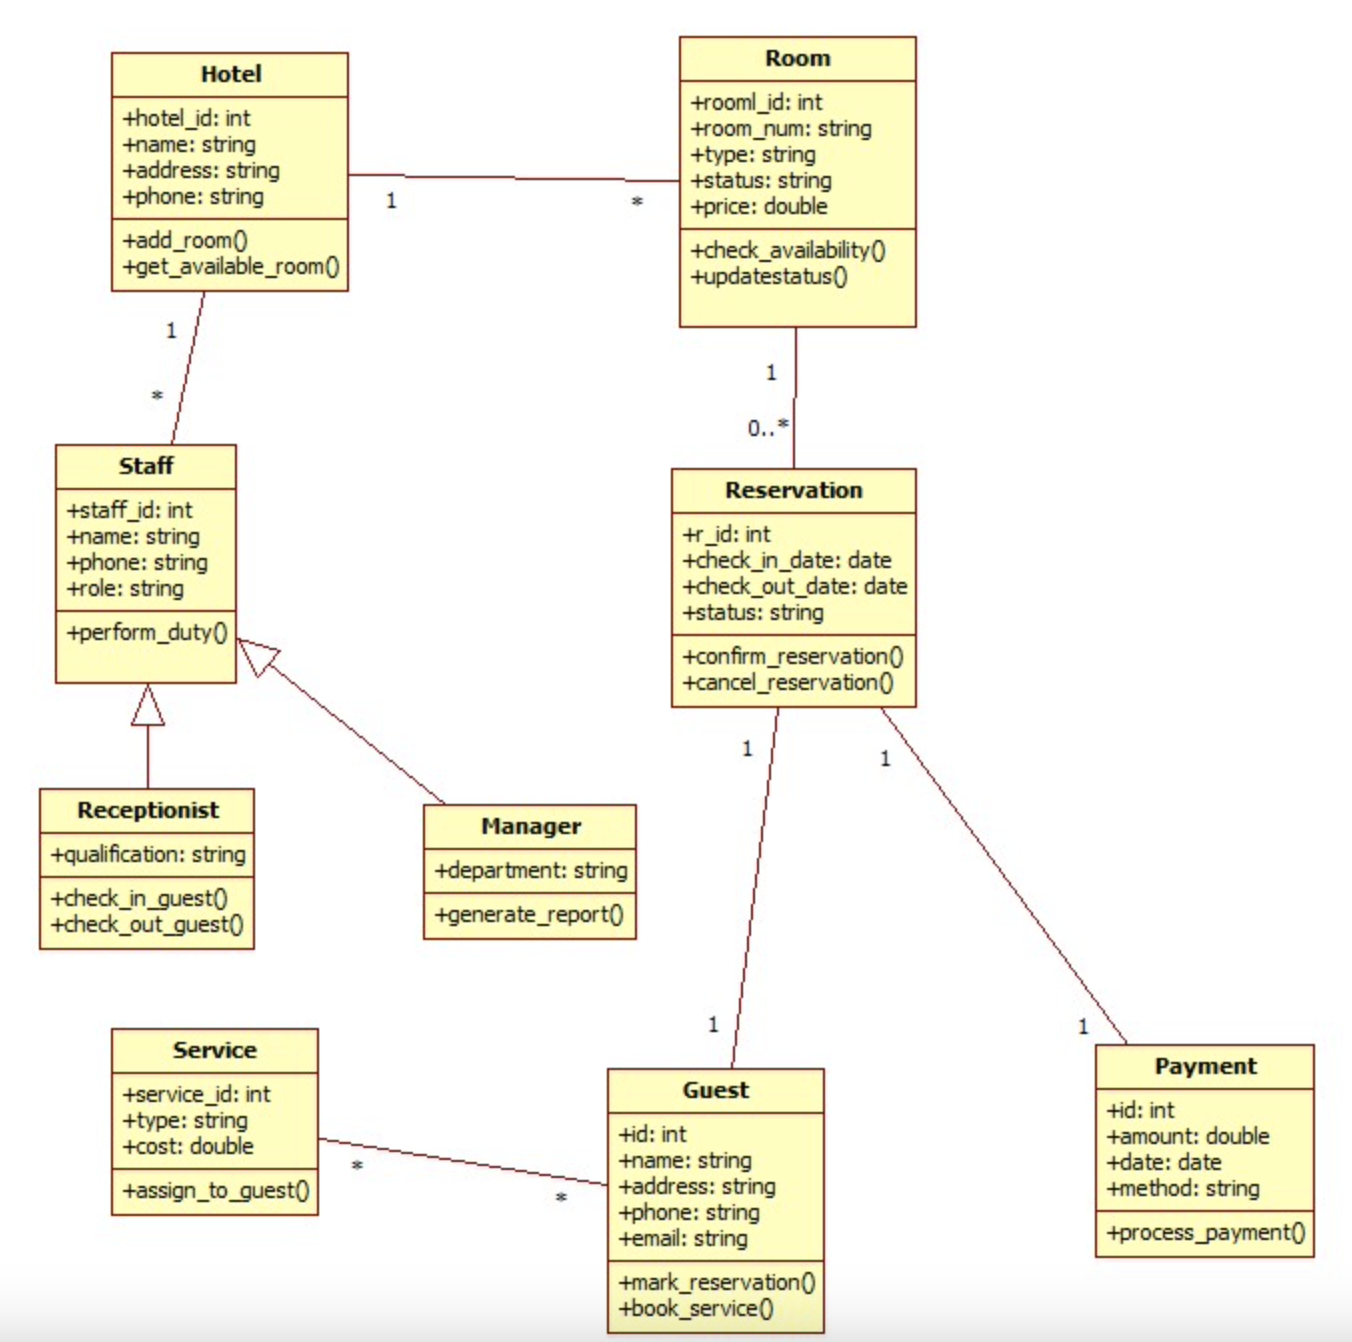 Hotel
+hotel_id: int
+name: string
+address: string
+phone: string
+add_room()
+get_available_room()
Room
+rooml_id: int
+room_num: string
+type: string
+status: string
+price: double
+check_availability()
+updatestatus()
1
*
1
*
1
0..*
Staff
+staff_id: int
+name: string
+phone: string
+role: string
+perform_duty()
Reservation
+r_id: int
+check_in_date: date
+check_out_date: date
+status: string
+confirm_reservation()
+cancel_reservation()
1
1
Receptionist
+qualification: string
+check_in_guest()
+check_out_guest()
Manager
+department: string
+generate_report()
1
1
Service
+service_id: int
+type: string
+cost: double
+assign_to_guest()
*
*
Guest
+id: int
+name: string
+address: string
+phone: string
+email: string
+mark_reservation()
+book_service()
Payment
+id: int
+amount: double
+date: date
+method: string
+process_payment()